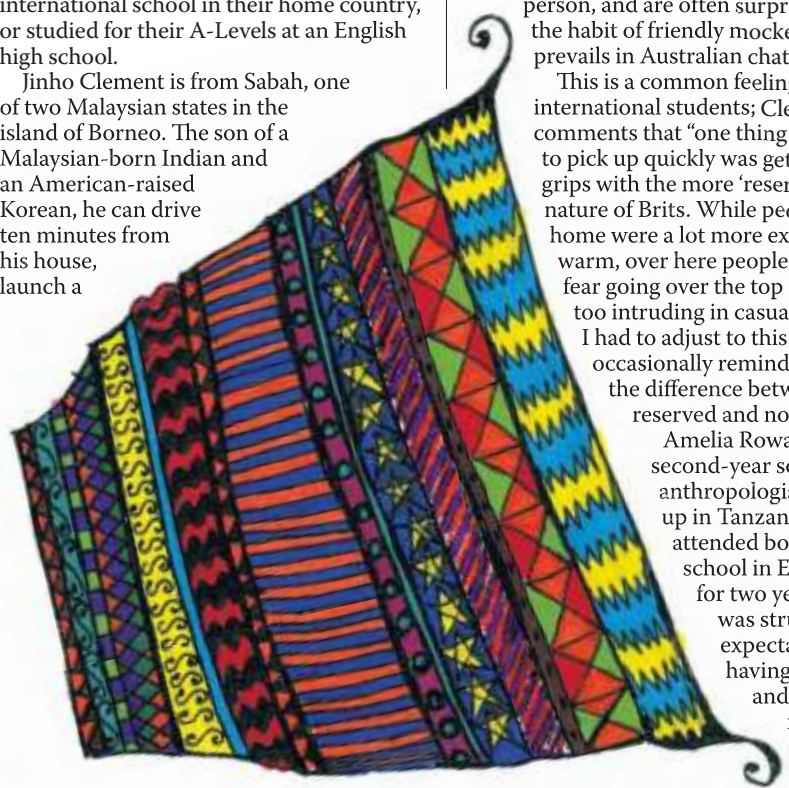 international school in their home country,
or studied for their A-Levels at an English
high school.
Jinho Clement is from Sabah, one
of two Malaysian states in the
island of Borneo. The son of a
Malaysian-born Indian and
an American-raised
Korean, he can drive
ten minutes from
his house,
launch a
person, and are often surpr
the habit of friendly mocke
prevails in Australian chat
This is a common feeling
international students; Cle
comments that “one thing
to pick up quickly was get
grips with the more ‘reser
nature of Brits. While peo
home were a lot more ex
warm, over here people
fear going over the top
too intruding in casua
I had to adjust to this
occasionally remind
the difference betw
reserved and no
Amelia Rowa
second-year so
anthropologis
up in Tanzan
attended bo
school in E
for two ye
was stru
expecta
having
and